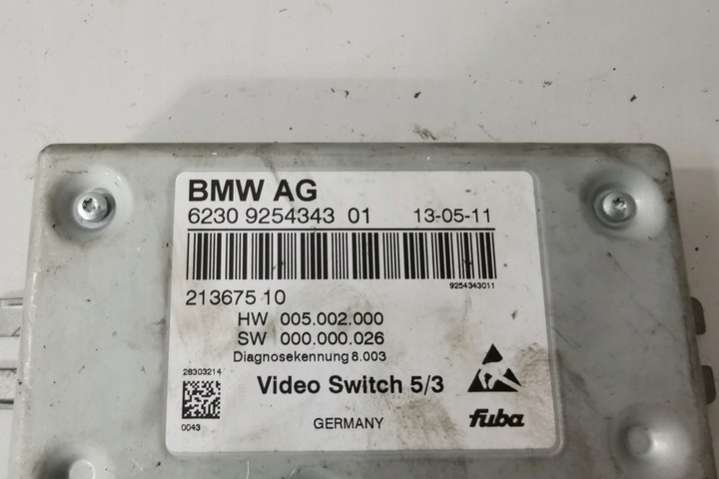 BMW AG
6230 9254343 01 13-05-11
9254343011
213675 10
HW 005.002.000
SW 000.000.026
Diagnosekennung 8.003
28303214
Video Switch 5/3
0043
GERMANY
fuba